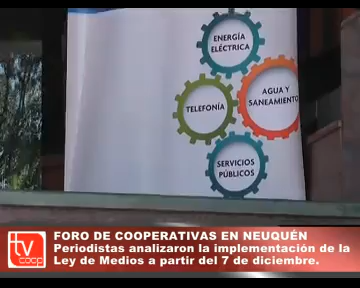 ENERGÍA
ELÉCTRICA
TELEFONÍA
AGUA Y
SANEAMIENTO
SERVICIOS
PÚBLICOS
tv
coop
FORO DE COOPERATIVAS EN NEUQUÉN
Periodistas analizaron la implementación de la
Ley de Medios a partir del 7 de diciembre.